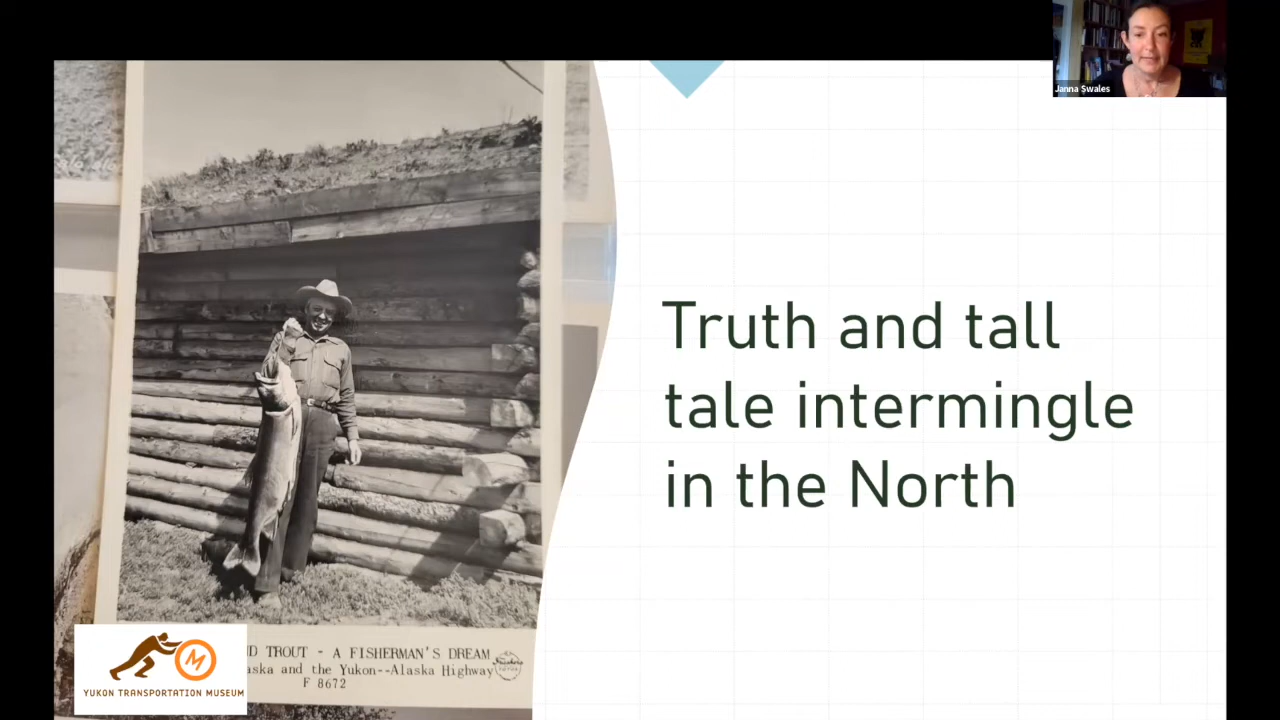 Janna Swales
Truth and tall
tale intermingle
in the North
D TROUT - A FISHERMAN'S DREAM
aska and the Yukon--Alaska Highway
F 8672
M
YUKON TRANSPORTATION MUSEUM